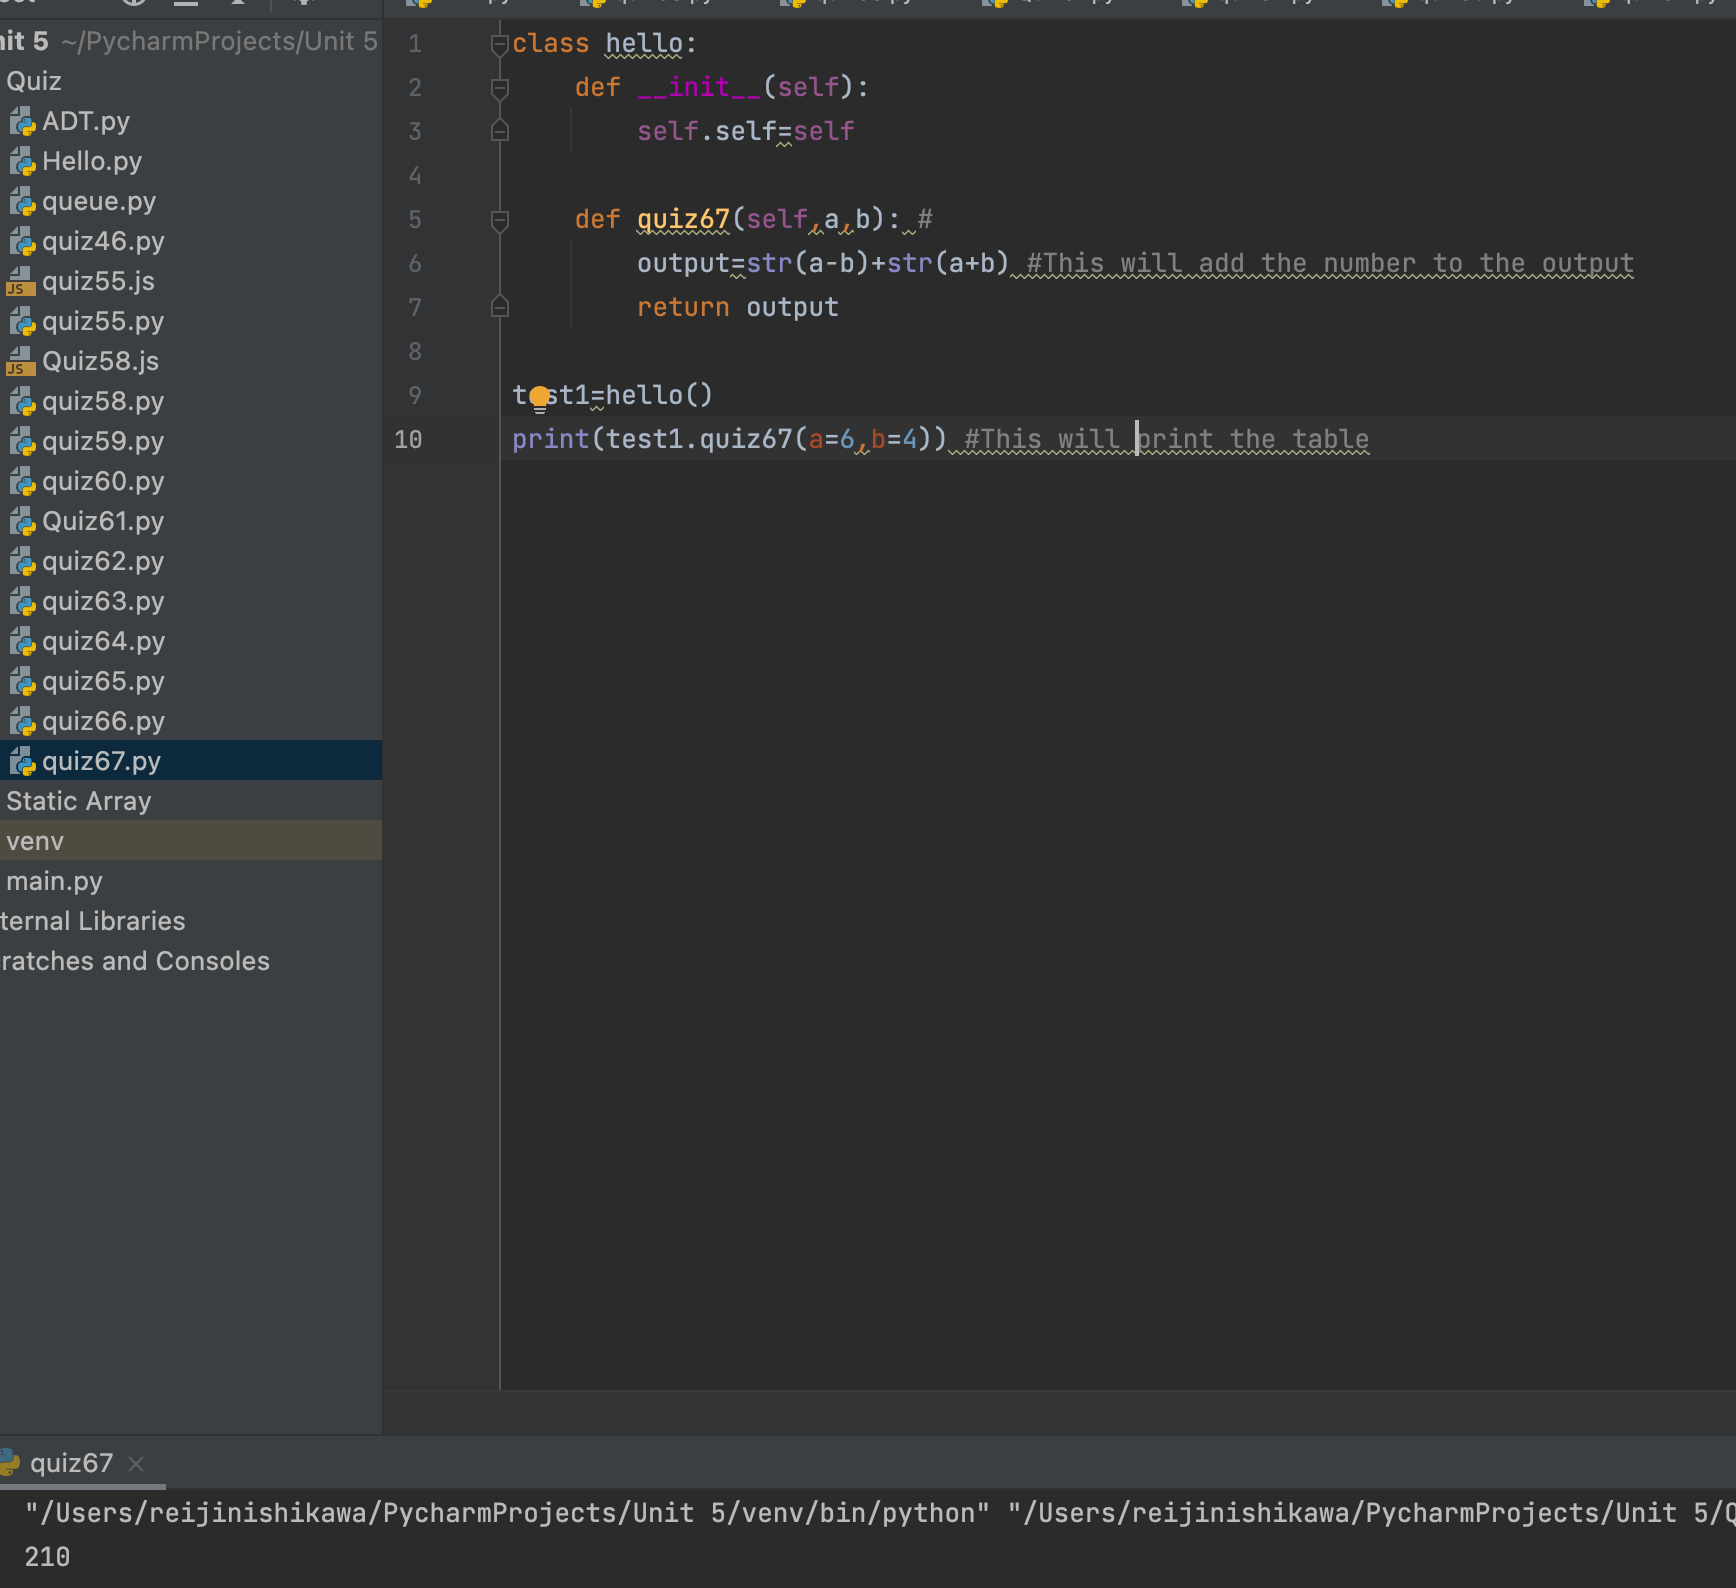 nit 5 ~/PycharmProjects/Unit 5
Quiz
ADT.py
Hello.py
queue.py
quiz46.py
quiz55.js
quiz55.py
Quiz58.js
quiz58.py
quiz59.py
quiz60.py
Quiz61.py
quiz62.py
quiz63.py
quiz64.py
quiz65.py
quiz66.py
quiz67.py
Static Array
venv
main.py
ternal Libraries
ratches and Consoles
1 class hello:
2 def __init__(self):
3 self.self=self
4
5 def quiz67(self,a,b): #
6 output=str(a-b)+str(a+b) #This will add the number to the output
7 return output
8
9 test1=hello()
10 print(test1.quiz67(a=6,b=4)) #This will print the table
quiz67
"/Users/reijinishikawa/PycharmProjects/Unit 5/venv/bin/python" "/Users/reijinishikawa/PycharmProjects/Unit 5/Q
210